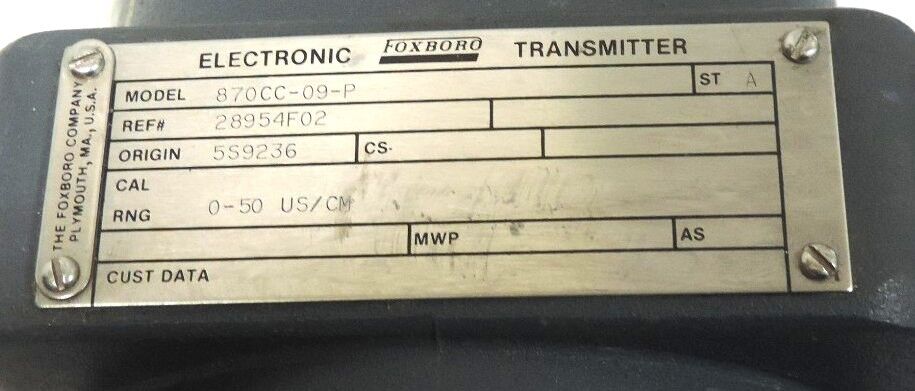 ELECTRONIC FOXBORO TRANSMITTER
MODEL 870CC-09-P ST A
REF# 28954F02
ORIGIN 5S9236 CS
CAL
RNG 0-50 US/CM
MWP AS
CUST DATA
THE FOXBORO COMPANY
PLYMOUTH, MA., U.S.A.